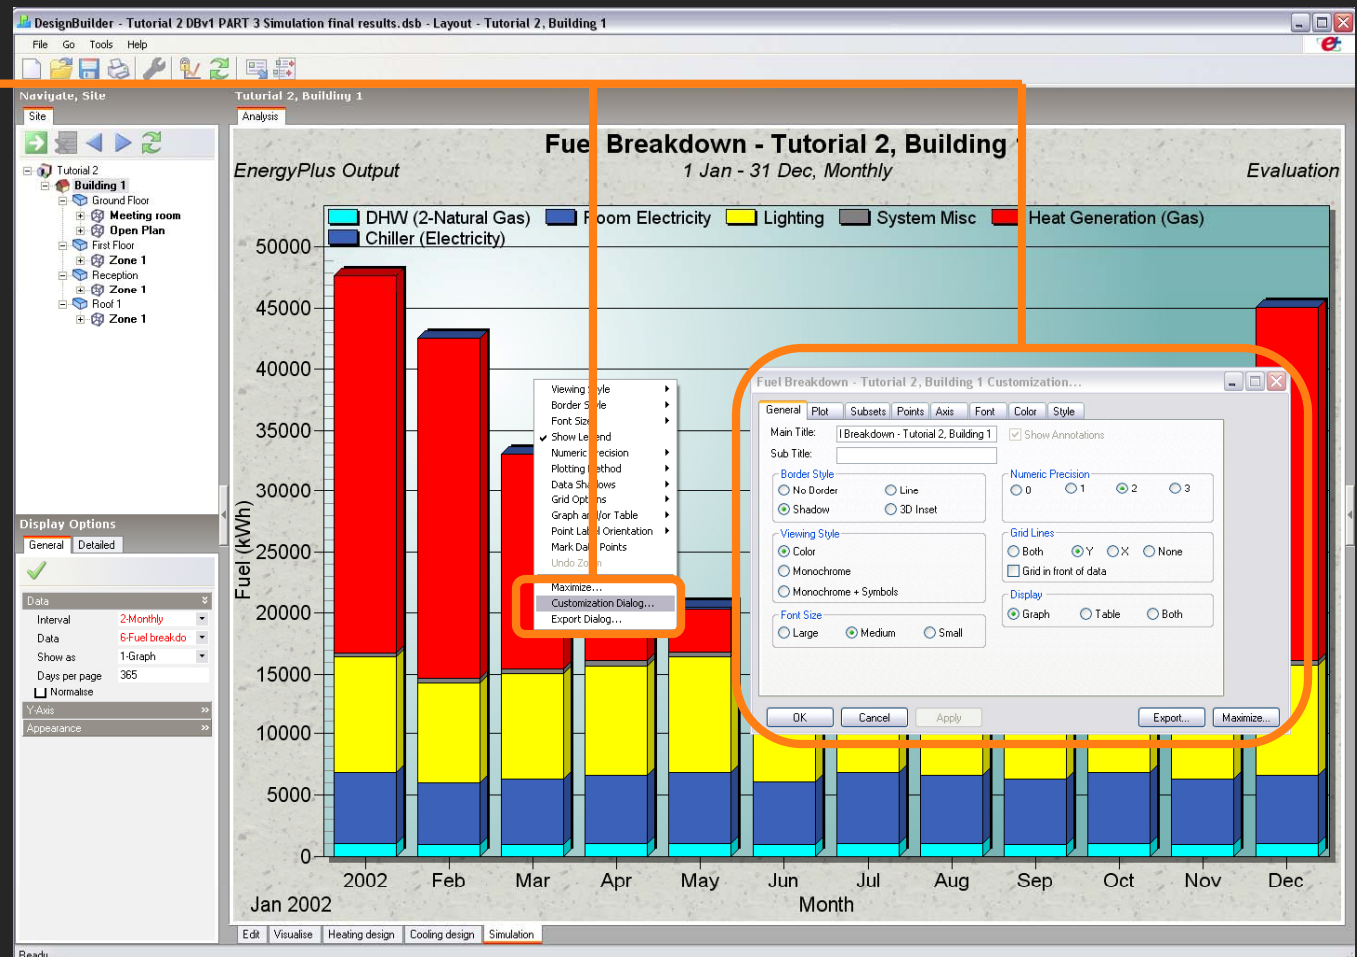 DesignBuilder - Tutorial 2 DBv1 PART 3 Simulation final results.dsb - Layout - Tutorial 2, Building 1
File Go Tools Help
Navigate, Site
Site
Tutorial 2
Building 1
Ground Floor
Meeting room
Open Plan
First Floor
Zone 1
Reception
Zone 1
Roof 1
Zone 1
Display Options
General Detailed
Data
Interval 2-Monthly
Data 6-Fuel breakdo
Show as 1-Graph
Days per page 365
Normalise
Y-Axis
Appearance
Tutorial 2, Building 1
Analysis
Fuel Breakdown - Tutorial 2, Building 1
EnergyPlus Output 1 Jan - 31 Dec, Monthly Evaluation
DHW (2-Natural Gas) Room Electricity Lighting System Misc Heat Generation (Gas)
Chiller (Electricity)
Fuel (kWh)
50000
45000
40000
35000
30000
25000
20000
15000
10000
5000
0
2002 Feb Mar Apr May Jun Jul Aug Sep Oct Nov Dec
Jan 2002 Month
Viewing Style
Border Style
Font Size
Show Legend
Numeric Precision
Plotting Method
Data Shadows
Grid Options
Graph and/or Table
Point Label Orientation
Mark Data Points
Undo Zoom
Maximize...
Customization Dialog...
Export Dialog...
Fuel Breakdown - Tutorial 2, Building 1 Customization...
General Plot Subsets Points Axis Font Color Style
Main Title: l Breakdown - Tutorial 2, Building 1 Show Annotations
Sub Title:
Border Style
No Border Line
Shadow 3D Inset
Numeric Precision
0 1 2 3
Viewing Style
Color
Monochrome
Monochrome + Symbols
Grid Lines
Both Y X None
Grid in front of data
Font Size
Large Medium Small
Display
Graph Table Both
OK Cancel Apply Export... Maximize...
Edit Visualise Heating design Cooling design Simulation
Ready